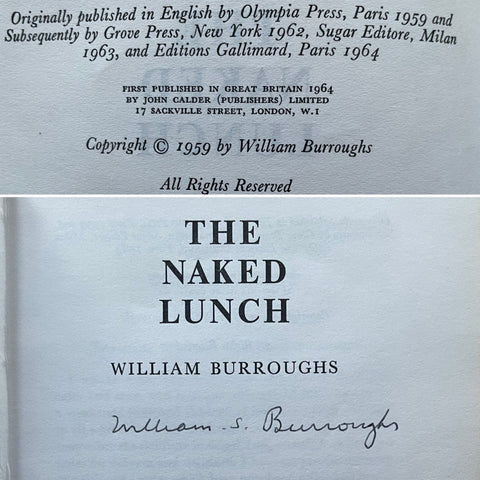 Originally published in English by Olympia Press, Paris 1959 and
Subsequently by Grove Press, New York 1962, Sugar Editore, Milan
1963, and Editions Gallimard, Paris 1964
FIRST PUBLISHED IN GREAT BRITAIN 1964
BY JOHN CALDER (PUBLISHERS) LIMITED
17 SACKVILLE STREET, LONDON, W.1
Copyright © 1959 by William Burroughs
All Rights Reserved
THE
NAKED
LUNCH
WILLIAM BURROUGHS
William S. Burroughs